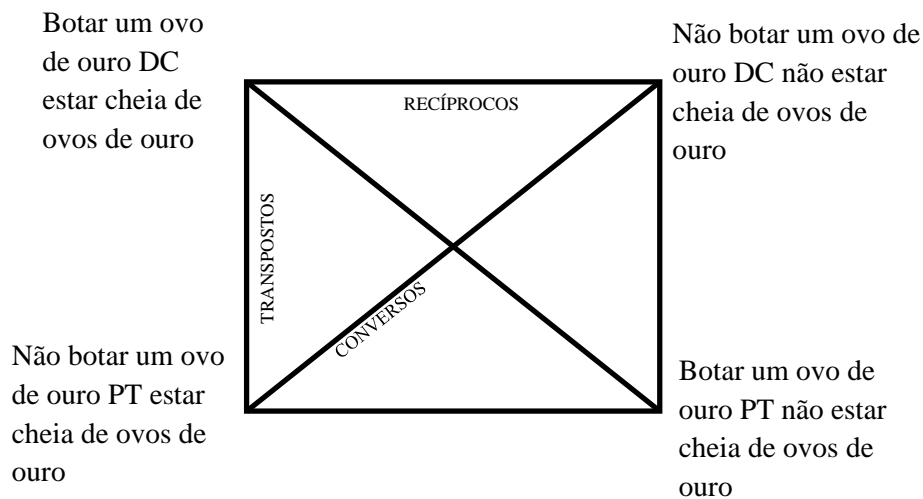 Botar um ovo
de ouro DC
estar cheia de
ovos de ouro
Não botar um ovo de
ouro DC não estar
cheia de ovos de
ouro
RECÍPROCOS
TRANSPOSTOS
CONVERSOS
Não botar um ovo
de ouro PT estar
cheia de ovos de
ouro
Botar um ovo de
ouro PT não estar
cheia de ovos de
ouro